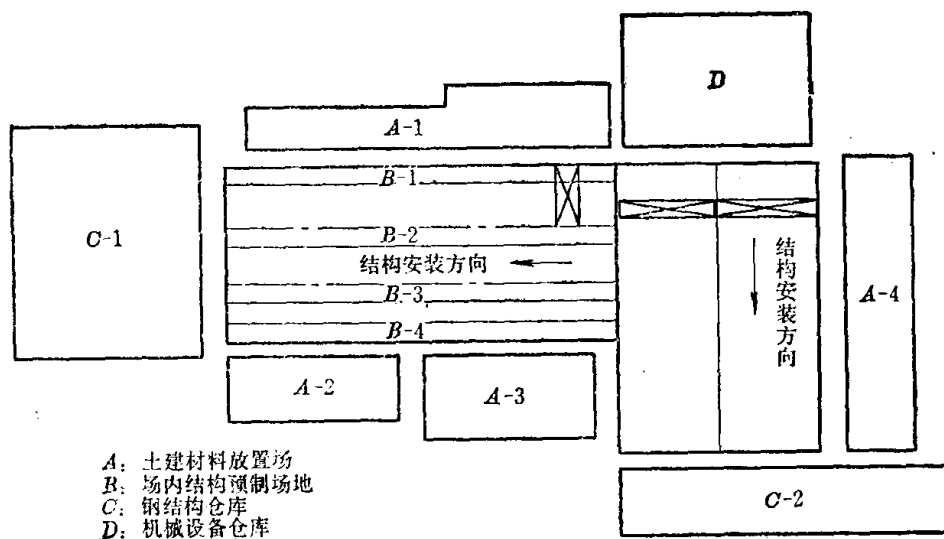 D
A-1
B-1
C-1
B-2
结构安装方向
结构安装方向
A-4
B-3
B-4
A-2
A-3
C-2
A：土建材料放置场
B：场内结构预制场地
C：钢结构仓库
D：机械设备仓库